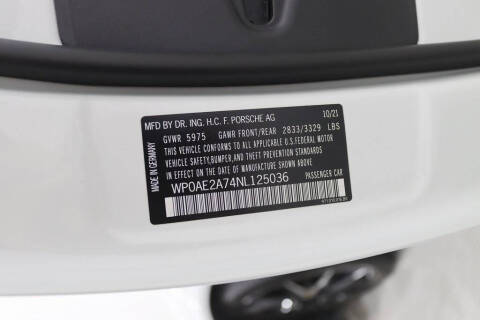 MFD BY DR. ING. H.C. F. PORSCHE AG 10/21
GVWR 5975 GAWR FRONT/REAR 2833/3329 LBS
THIS VEHICLE CONFORMS TO ALL APPLICABLE U.S.FEDERAL MOTOR
VEHICLE SAFETY,BUMPER,AND THEFT PREVENTION STANDARDS
IN EFFECT ON THE DATE OF MANUFACTURE SHOWN ABOVE.
WP0AE2A74NL125036 PASSENGER CAR
MADE IN GERMANY